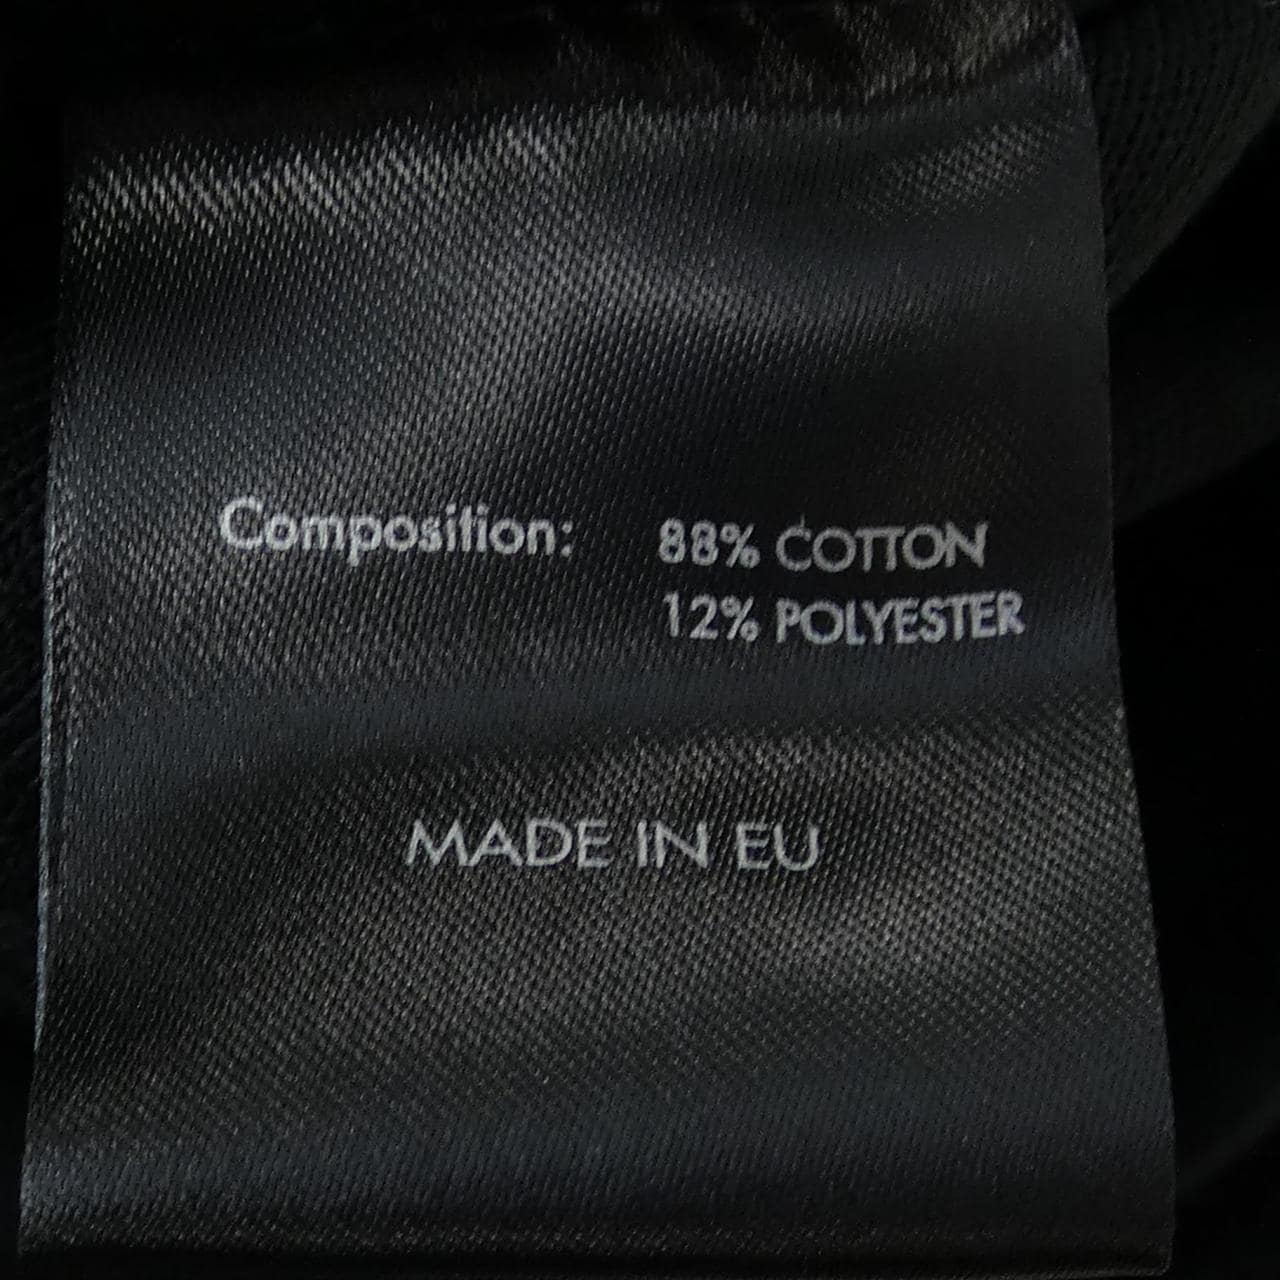 Composition: 88% COTTON
12% POLYESTER
MADE IN EU